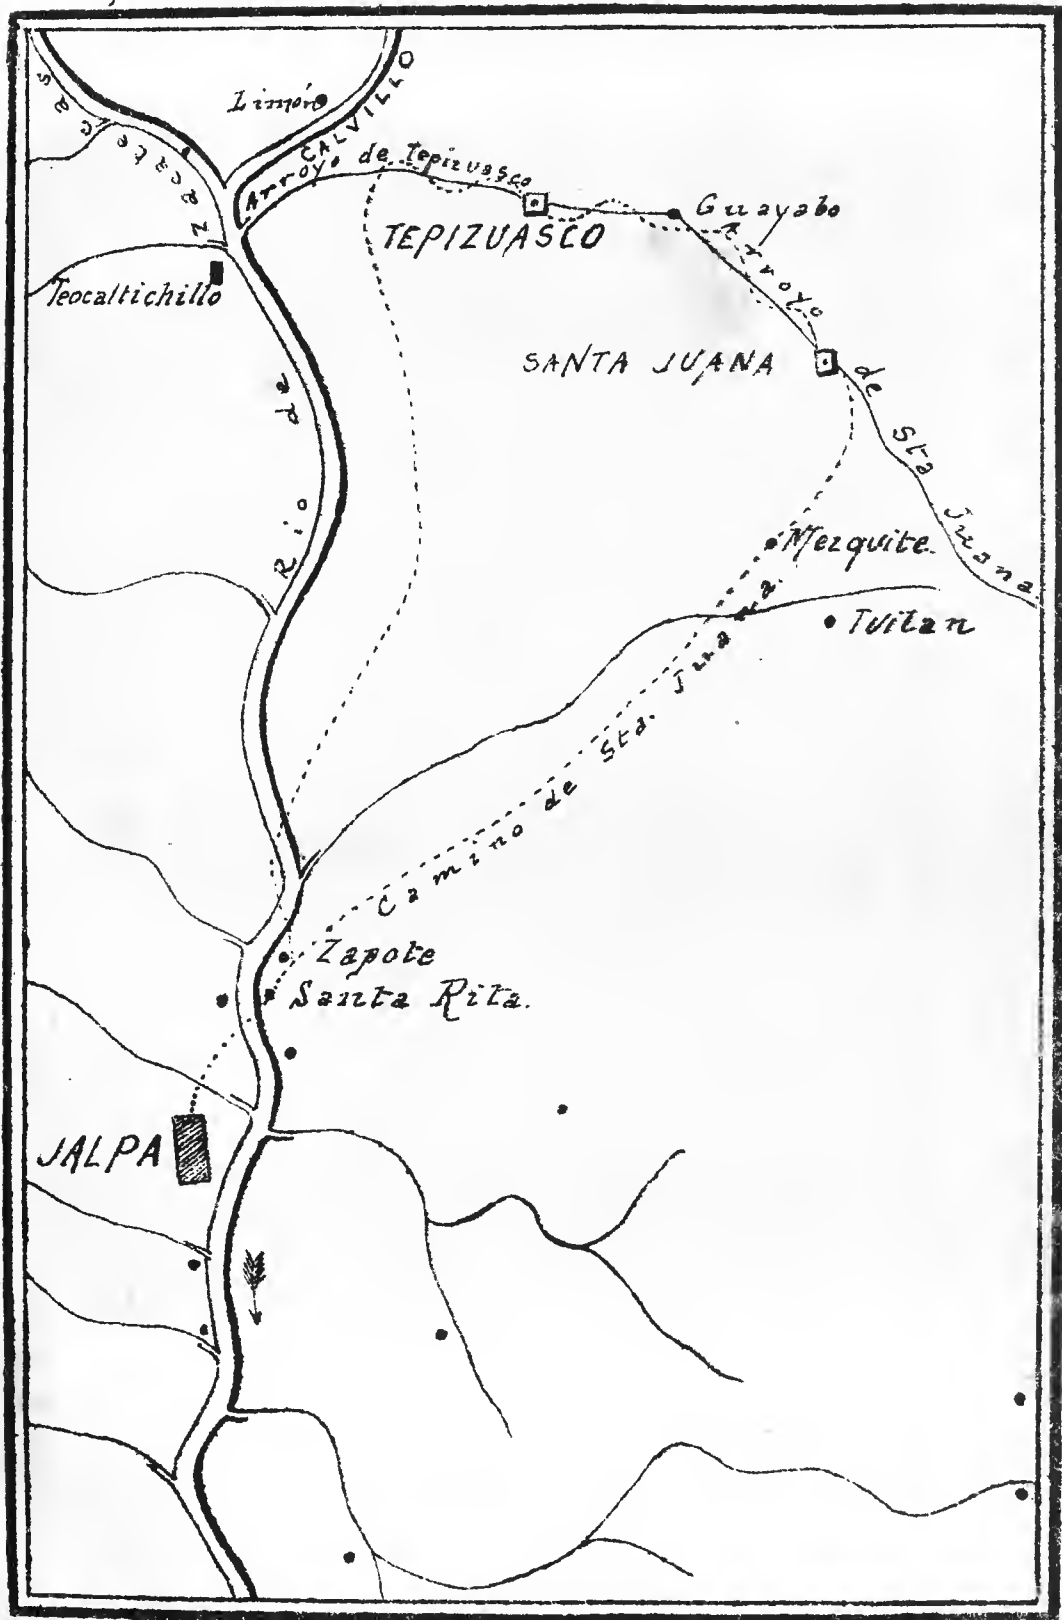 Limón
CALVILLO
Arroyo de Tepizuasco
Guayabo
TEPIZUASCO
Teocaltichillo
SANTA JUANA
Arroyo de Sta Juana
Rio de Zacatecas
Mezquite.
Tuitan
Camino de Sta. Juana.
Zapote
Santa Rita.
JALPA